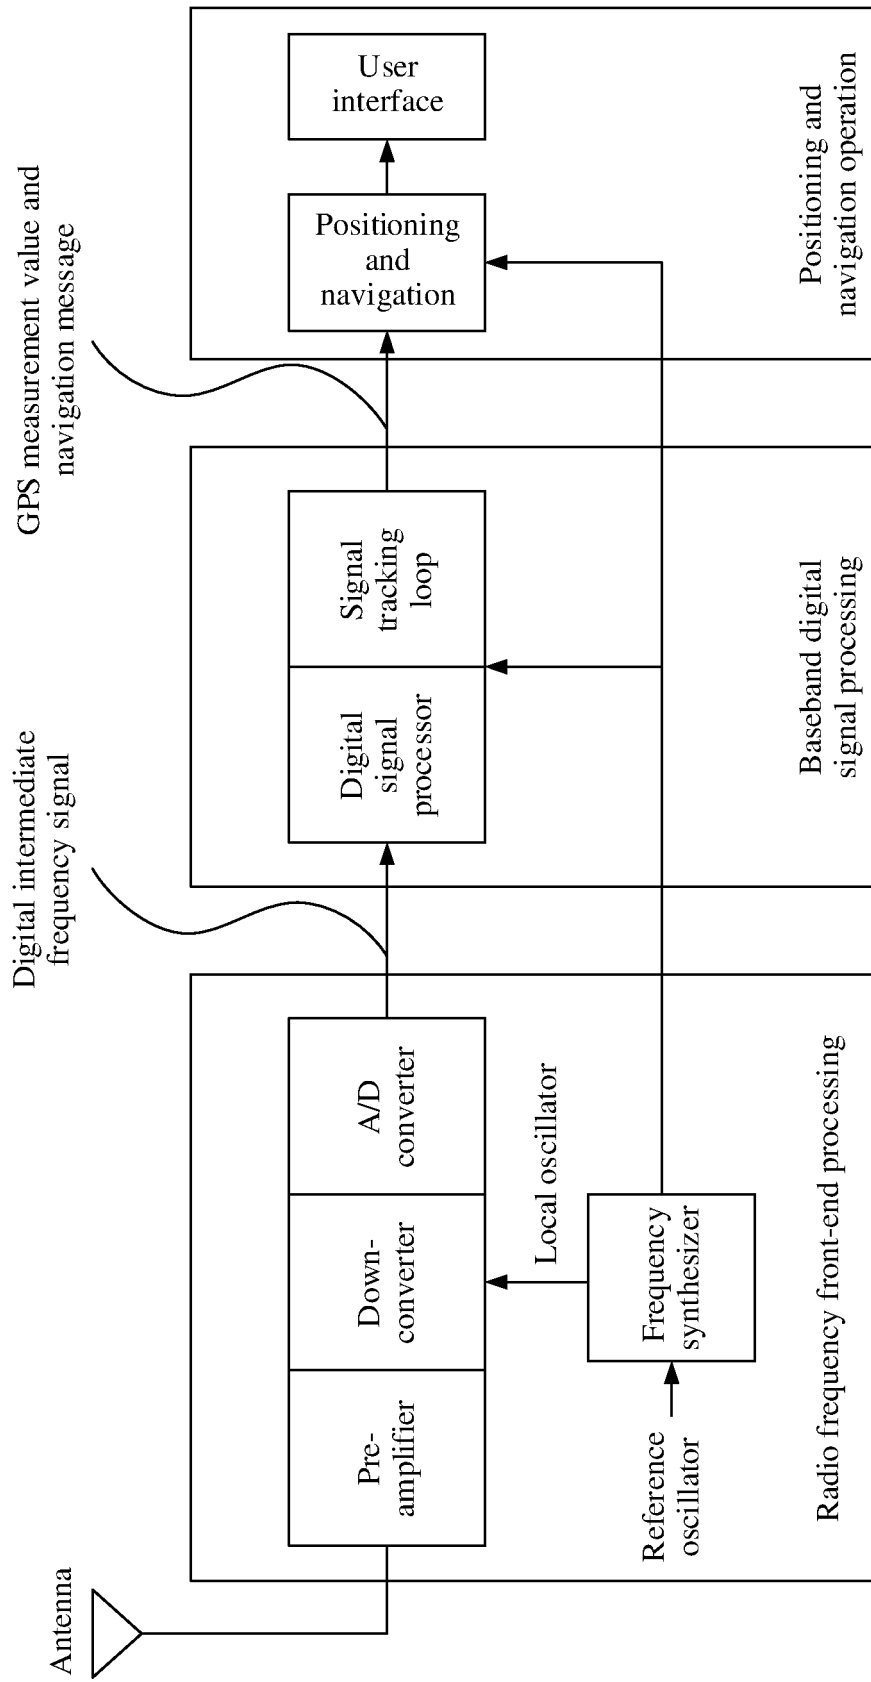 Antenna
Pre-
amplifier
Down-
converter
A/D
converter
Local oscillator
Reference
oscillator
Frequency
synthesizer
Radio frequency front-end processing
Digital intermediate
frequency signal
Digital
signal
processor
Signal
tracking
loop
Baseband digital
signal processing
GPS measurement value and
navigation message
Positioning
and
navigation
User
interface
Positioning and
navigation operation